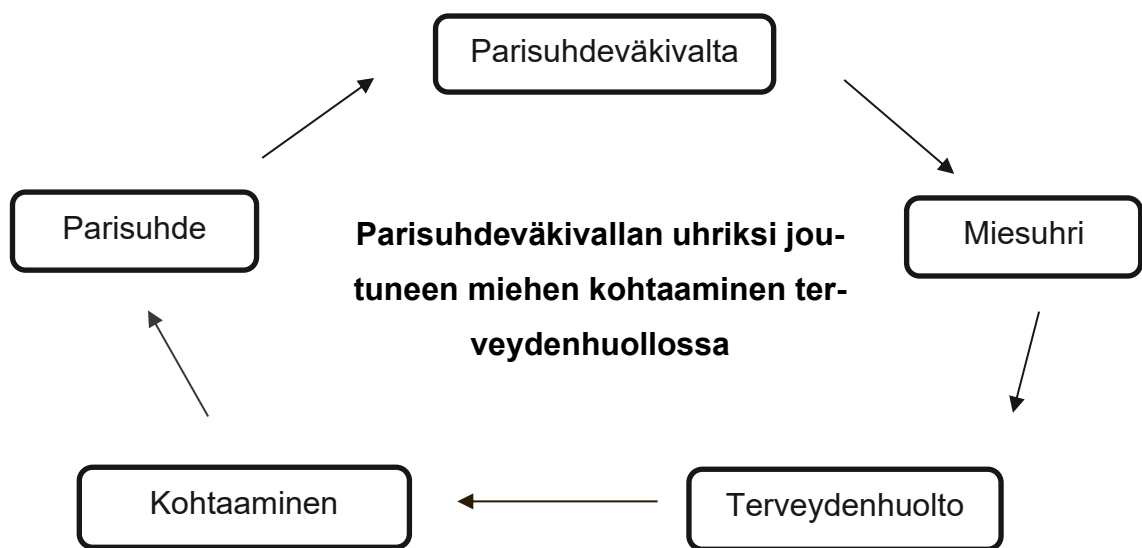 Parisuhdeväkivalta
Parisuhde
Miesuhri
Parisuhdeväkivallan uhriksi jou-
tuneen miehen kohtaaminen ter-
veydenhuollossa
Kohtaaminen
Terveydenhuolto